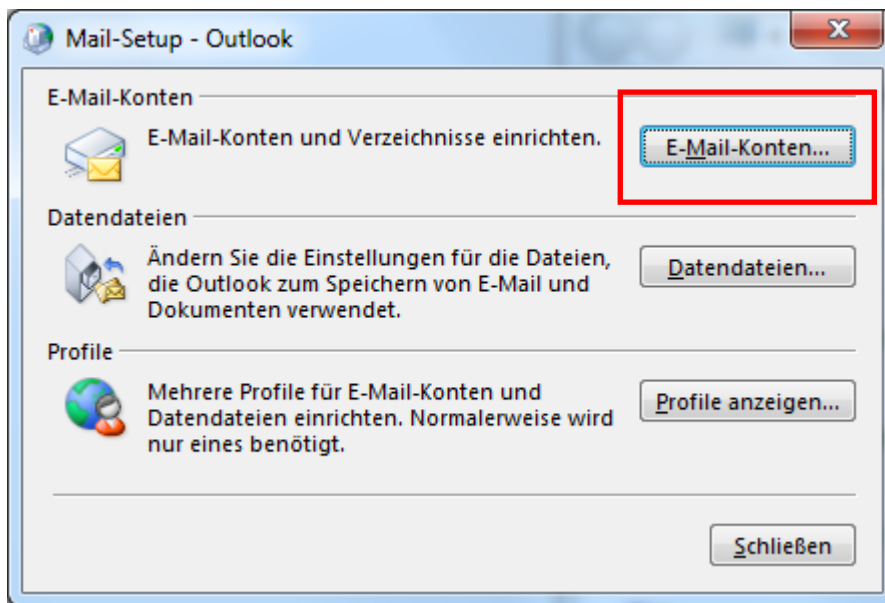 Mail-Setup - Outlook
E-Mail-Konten
E-Mail-Konten und Verzeichnisse einrichten.
E-Mail-Konten...
Datendateien
Ändern Sie die Einstellungen für die Dateien,
die Outlook zum Speichern von E-Mail und
Dokumenten verwendet.
Datendateien...
Profile
Mehrere Profile für E-Mail-Konten und
Datendateien einrichten. Normalerweise wird
nur eines benötigt.
Profile anzeigen...
Schließen